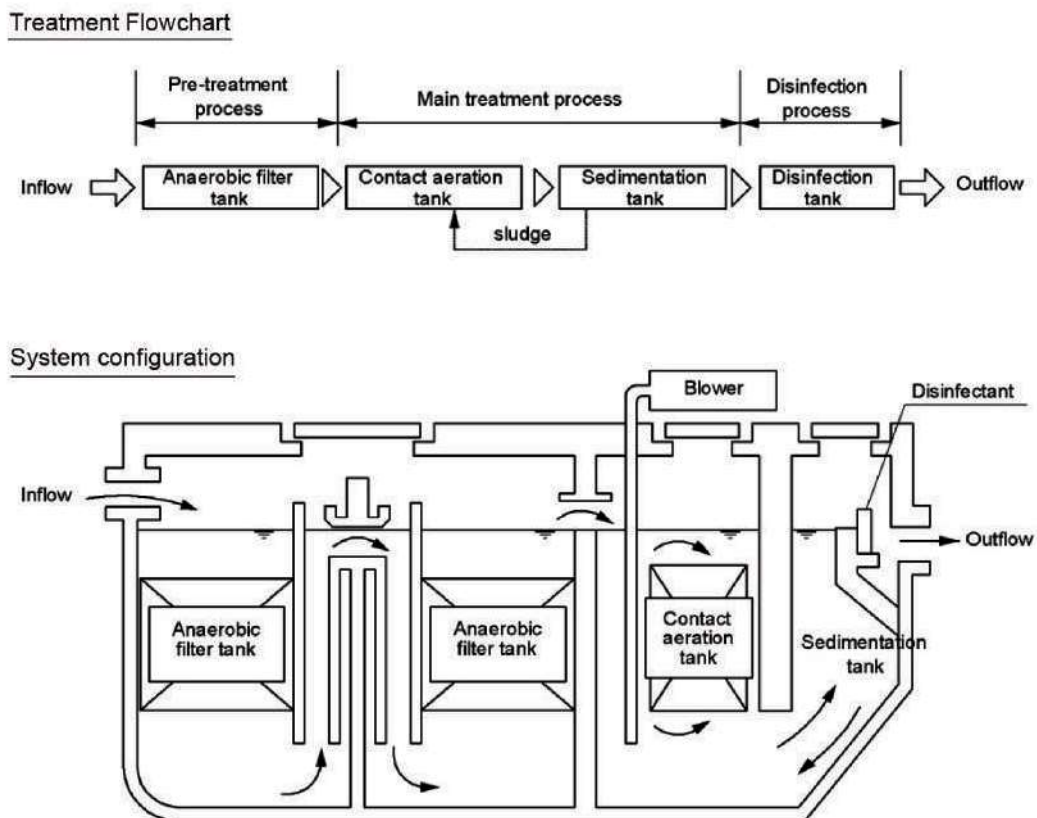 Treatment Flowchart
Pre-treatment
process
Main treatment process
Disinfection
process
Inflow
Anaerobic filter
tank
Contact aeration
tank
Sedimentation
tank
Disinfection
tank
Outflow
sludge
System configuration
Blower
Disinfectant
Inflow
Outflow
Anaerobic
filter tank
Anaerobic
filter tank
Contact
aeration
tank
Sedimentation
tank